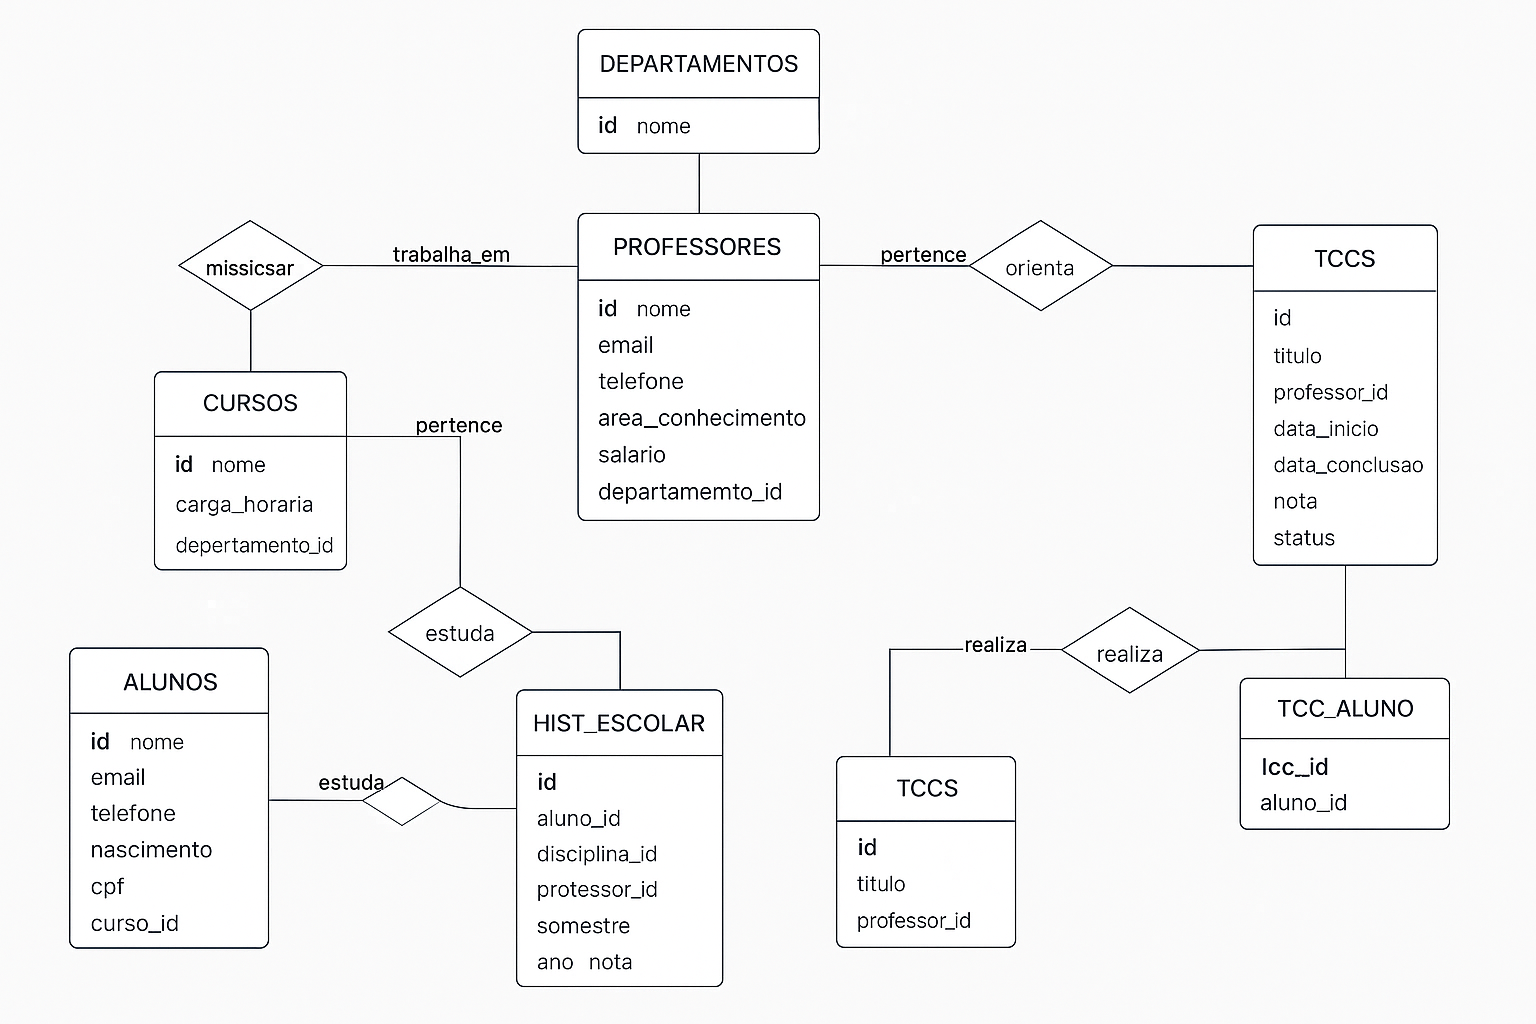 DEPARTAMENTOS
id nome
missicsar
trabalha_em
PROFESSORES
id nome
email
telefone
area_conhecimento
salario
departamemto_id
pertence
orienta
TCCS
id
titulo
professor_id
data_inicio
data_conclusao
nota
status
CURSOS
id nome
carga_horaria
depertamento_id
pertence
estuda
ALUNOS
id nome
email
telefone
nascimento
cpf
curso_id
estuda
HIST_ESCOLAR
id
aluno_id
disciplina_id
protessor_id
somestre
ano nota
realiza
realiza
TCCS
id
titulo
professor_id
TCC_ALUNO
lcc_id
aluno_id